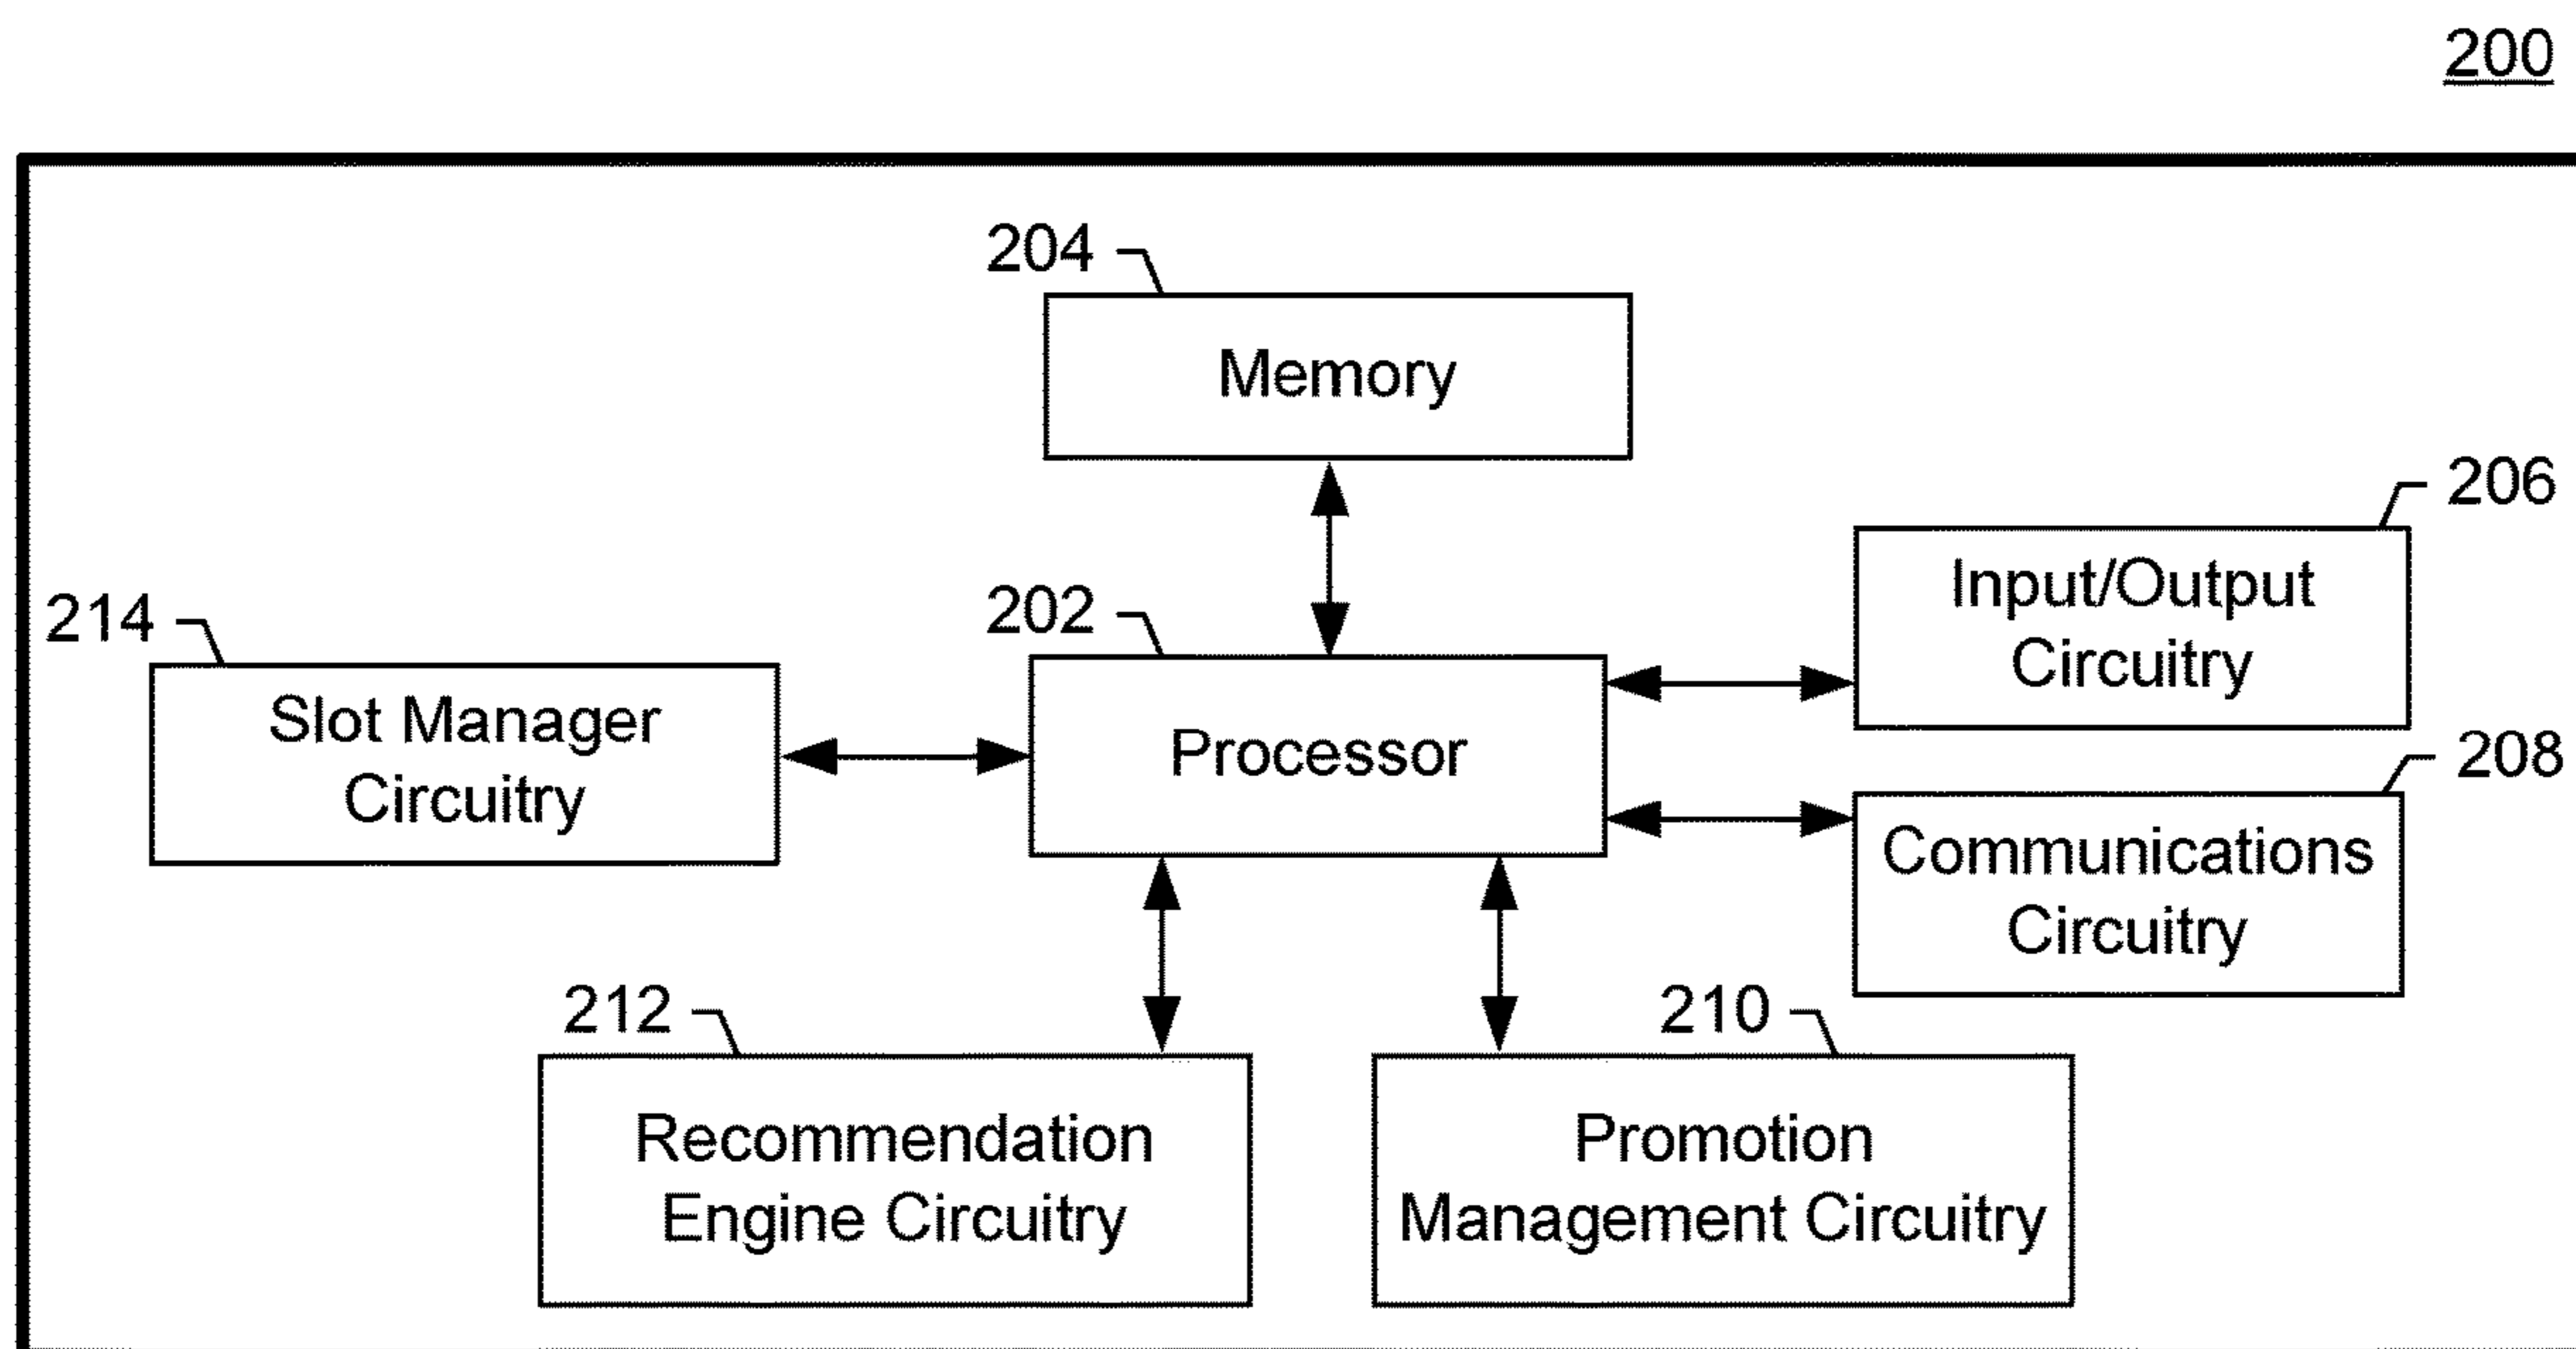 200
204
Memory
206
Input/Output
Circuitry
214
Slot Manager
Circuitry
202
Processor
208
Communications
Circuitry
212
Recommendation
Engine Circuitry
210
Promotion
Management Circuitry